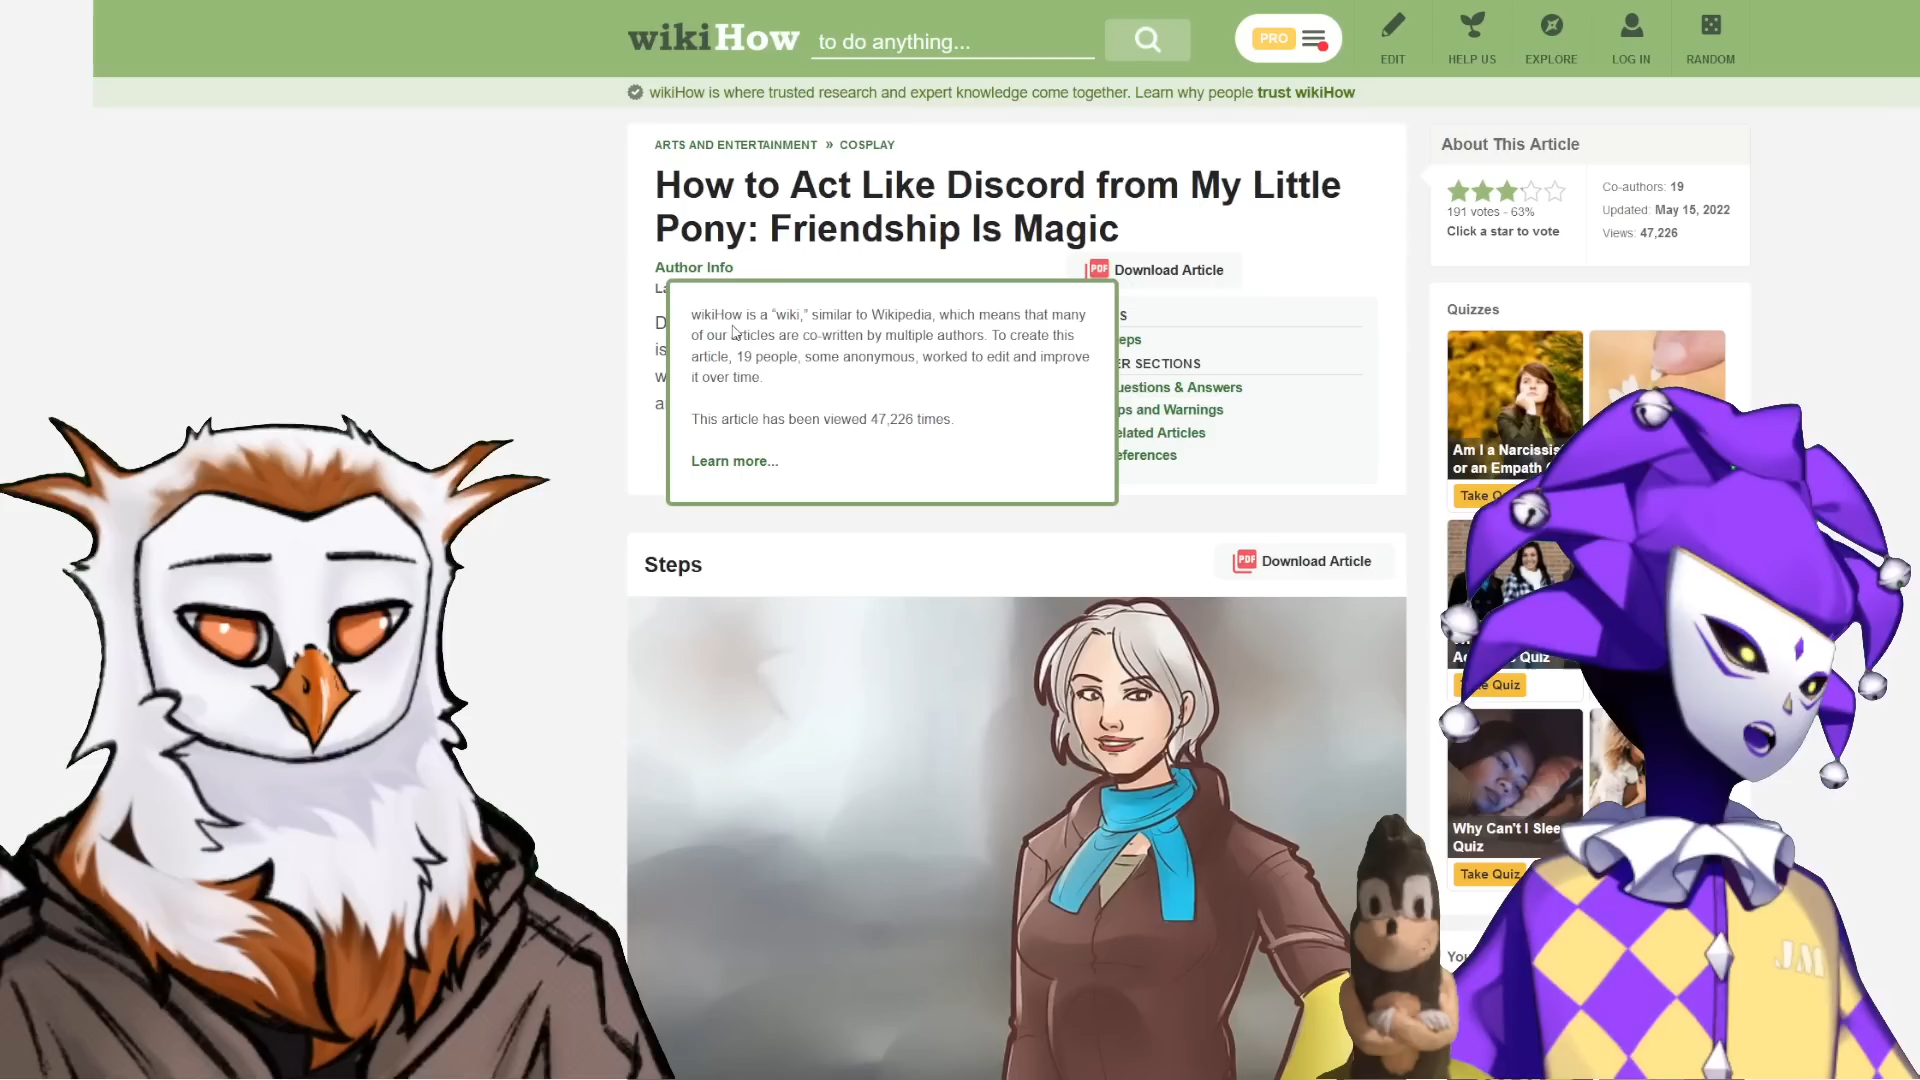 wikiHow to do anything...
PRO
EDIT
HELP US
EXPLORE
LOG IN
RANDOM
wikiHow is where trusted research and expert knowledge come together. Learn why people trust wikiHow
ARTS AND ENTERTAINMENT » COSPLAY
How to Act Like Discord from My Little
Pony: Friendship Is Magic
Author Info
PDF Download Article
wikiHow is a “wiki,” similar to Wikipedia, which means that many
of our articles are co-written by multiple authors. To create this
article, 19 people, some anonymous, worked to edit and improve
it over time.
This article has been viewed 47,226 times.
Learn more...
S
eps
ER SECTIONS
uestions & Answers
ps and Warnings
elated Articles
eferences
Steps
PDF Download Article
About This Article
191 votes - 63%
Click a star to vote
Co-authors: 19
Updated: May 15, 2022
Views: 47,226
Quizzes
Am I a Narcissis
or an Empath
Take Q
Quiz
e Quiz
Why Can't I Slee
Quiz
Take Quiz
You